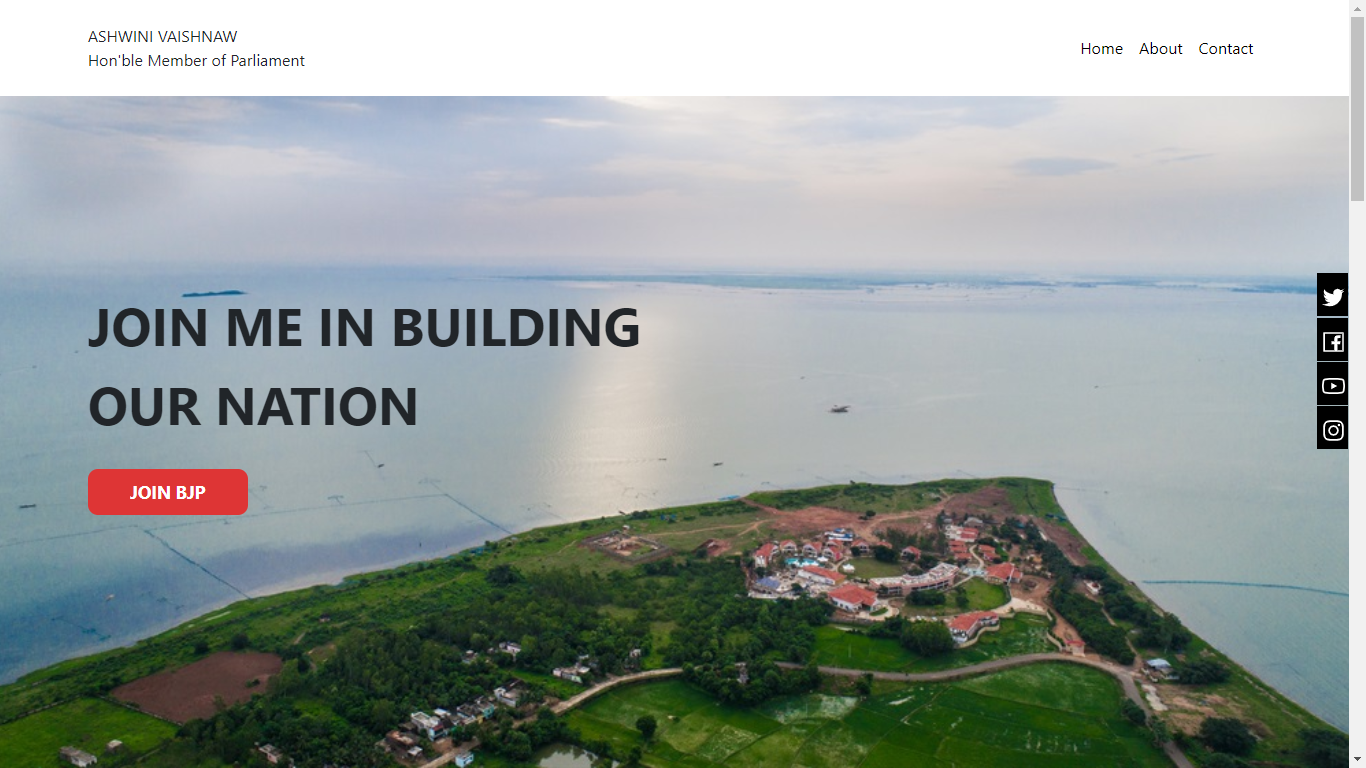 ASHWINI VAISHNAW
Hon'ble Member of Parliament
Home About Contact
JOIN ME IN BUILDING
OUR NATION
JOIN BJP